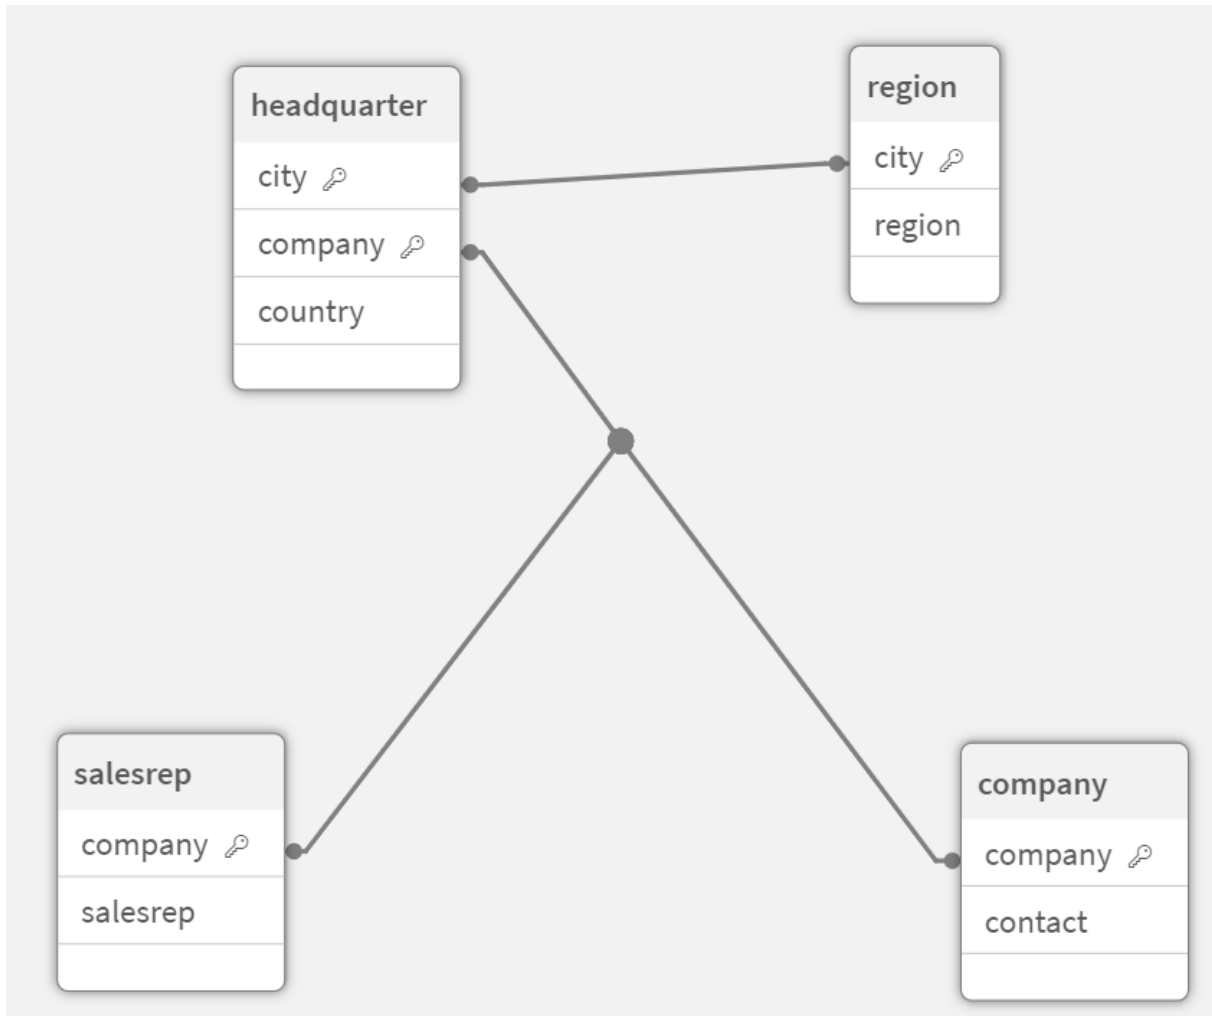 headquarter
city
company
country
region
city
region
salesrep
company
salesrep
company
company
contact